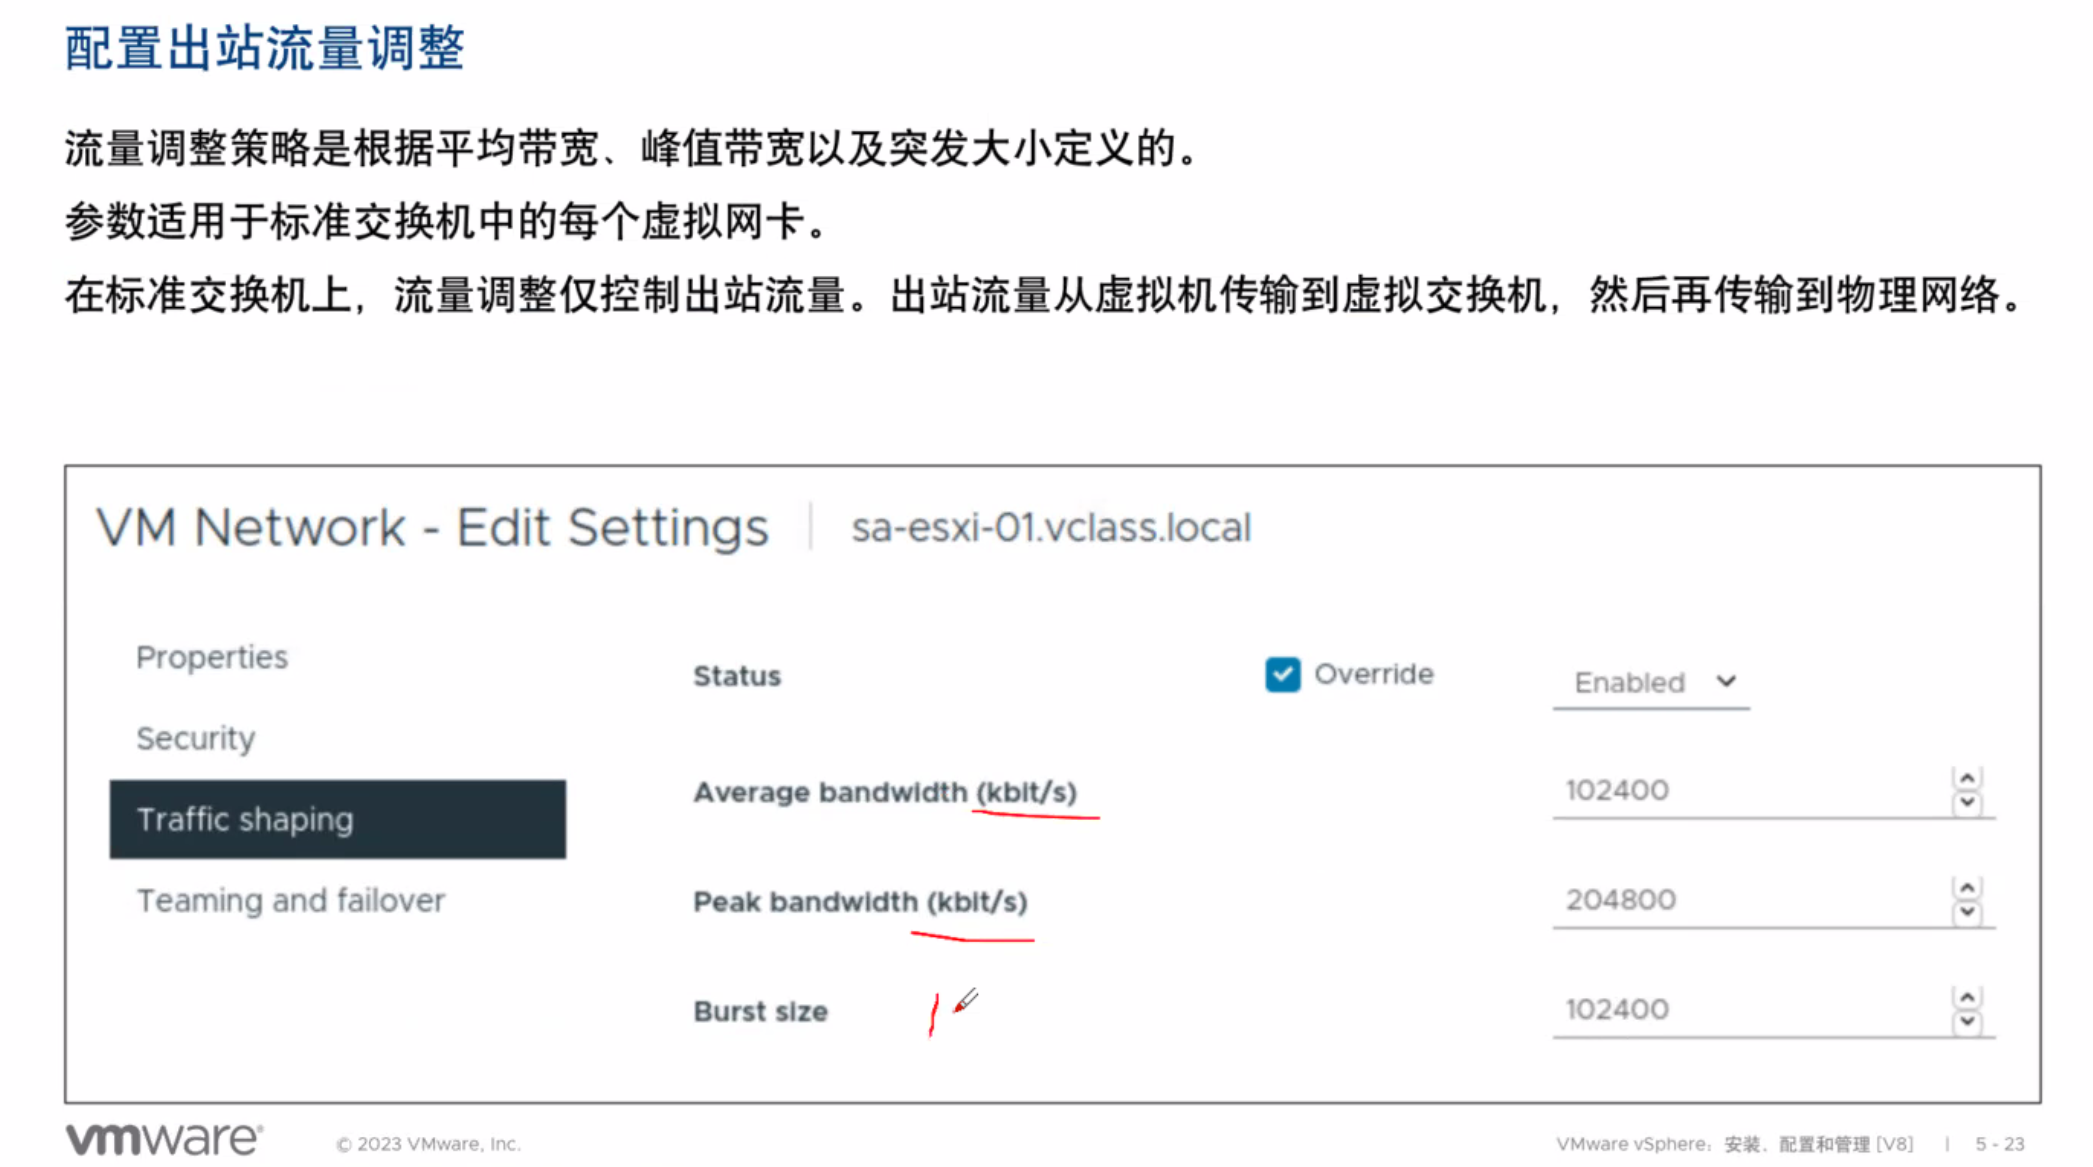 配置出站流量调整
流量调整策略是根据平均带宽、峰值带宽以及突发大小定义的。
参数适用于标准交换机中的每个虚拟网卡。
在标准交换机上，流量调整仅控制出站流量。出站流量从虚拟机传输到虚拟交换机，然后再传输到物理网络。
VM Network - Edit Settings | sa-esxi-01.vclass.local
Properties
Security
Traffic shaping
Teaming and failover
Status Override Enabled
Average bandwidth (kbit/s) 102400
Peak bandwidth (kbit/s) 204800
Burst size 102400
vmware® © 2023 VMware, Inc. VMware vSphere：安装、配置和管理 [V8] | 5 - 23